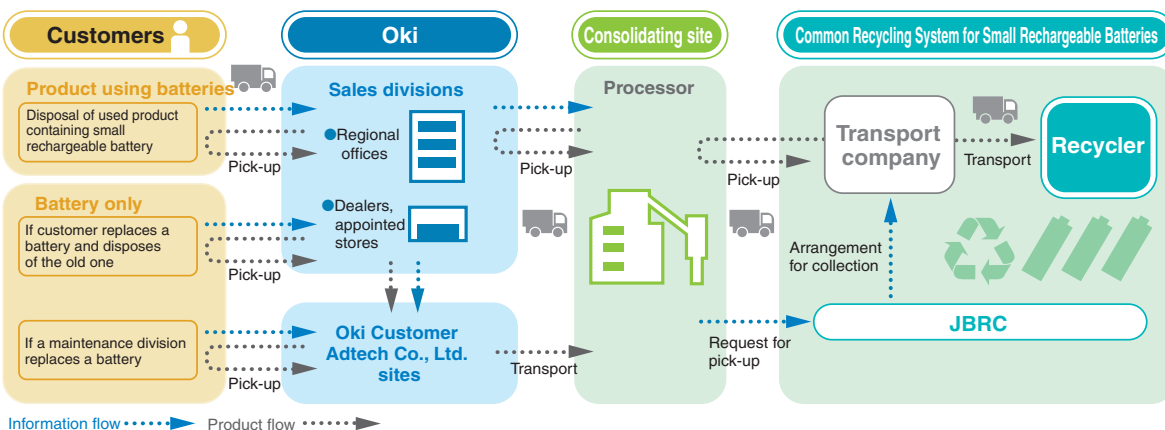 Customers
Oki
Consolidating site
Common Recycling System for Small Rechargeable Batteries
Product using batteries
Disposal of used product
containing small
rechargeable battery
Pick-up
Battery only
If customer replaces a
battery and disposes
of the old one
Pick-up
If a maintenance division
replaces a battery
Pick-up
Sales divisions
●Regional
offices
●Dealers,
appointed
stores
Oki Customer
Adtech Co., Ltd.
sites
Pick-up
Transport
Processor
Pick-up
Request for
pick-up
Transport
company
Transport
Recycler
Arrangement
for collection
JBRC
Information flow
Product flow